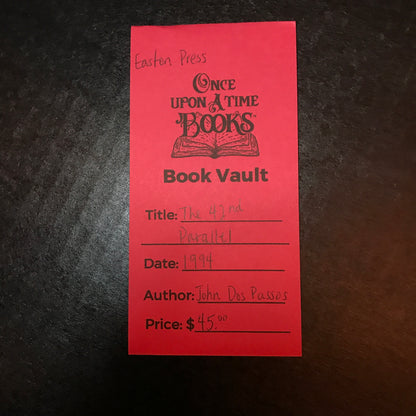 Easton Press
ONCE
UPON A TIME
BOOKS
Book Vault
Title: The 42nd
Parallel
Date: 1994
Author: John Dos Passos
Price: $ 45.00